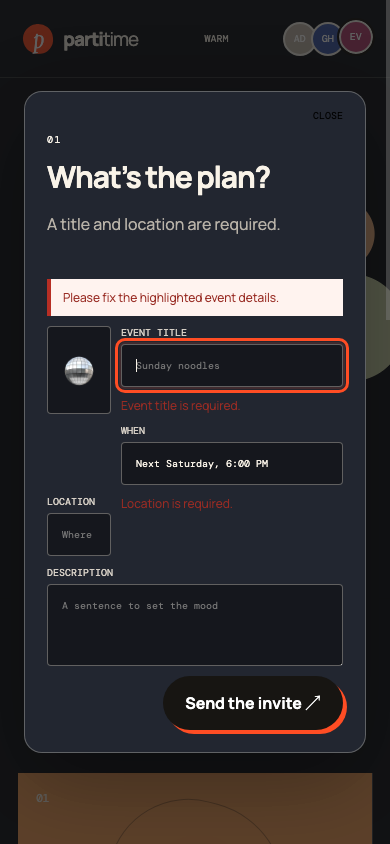 p partitime
WARM
AD GH EV
CLOSE
01
What's the plan?
A title and location are required.
Please fix the highlighted event details.
EVENT TITLE
Sunday noodles
Event title is required.
WHEN
Next Saturday, 6:00 PM
LOCATION
Location is required.
Where
DESCRIPTION
A sentence to set the mood
Send the invite ↗
01